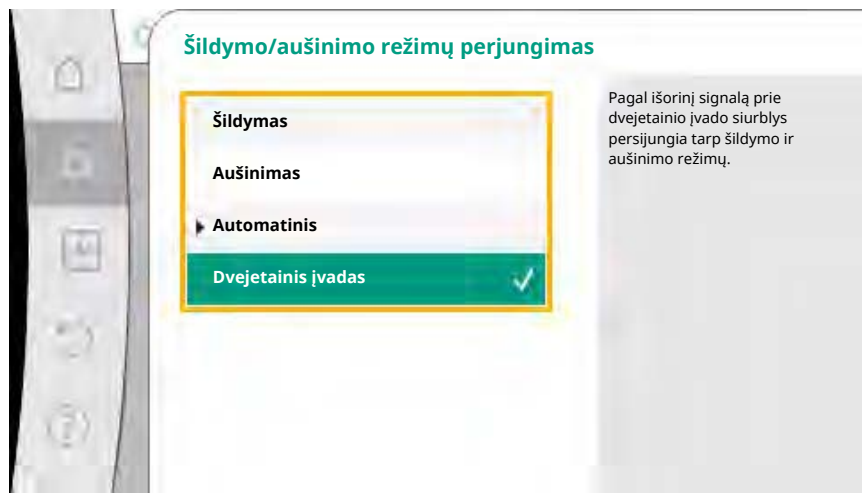 Šildymo/aušinimo režimų perjungimas
Šildymas
Aušinimas
Automatinis
Dvejetainis įvadas
Pagal išorinį signalą prie
dvejetainio įvado siurblys
persijungia tarp šildymo ir
aušinimo režimų.